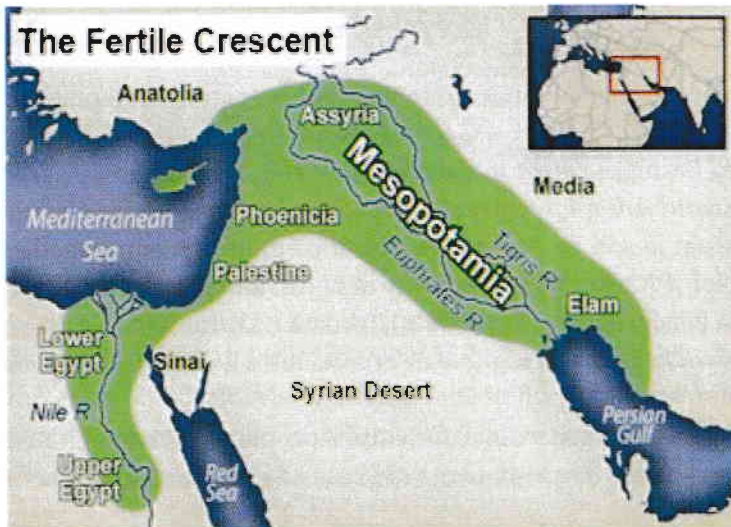 The Fertile Crescent
Anatolia
Assyria
Mesopotamia
Media
Mediterranean
Sea
Phoenicia
Tigris R
Euphrates R
Palestine
Elam
Lower
Egypt
Sinai
Syrian Desert
Nile R
Persian
Gulf
Upper
Egypt
Red
Sea